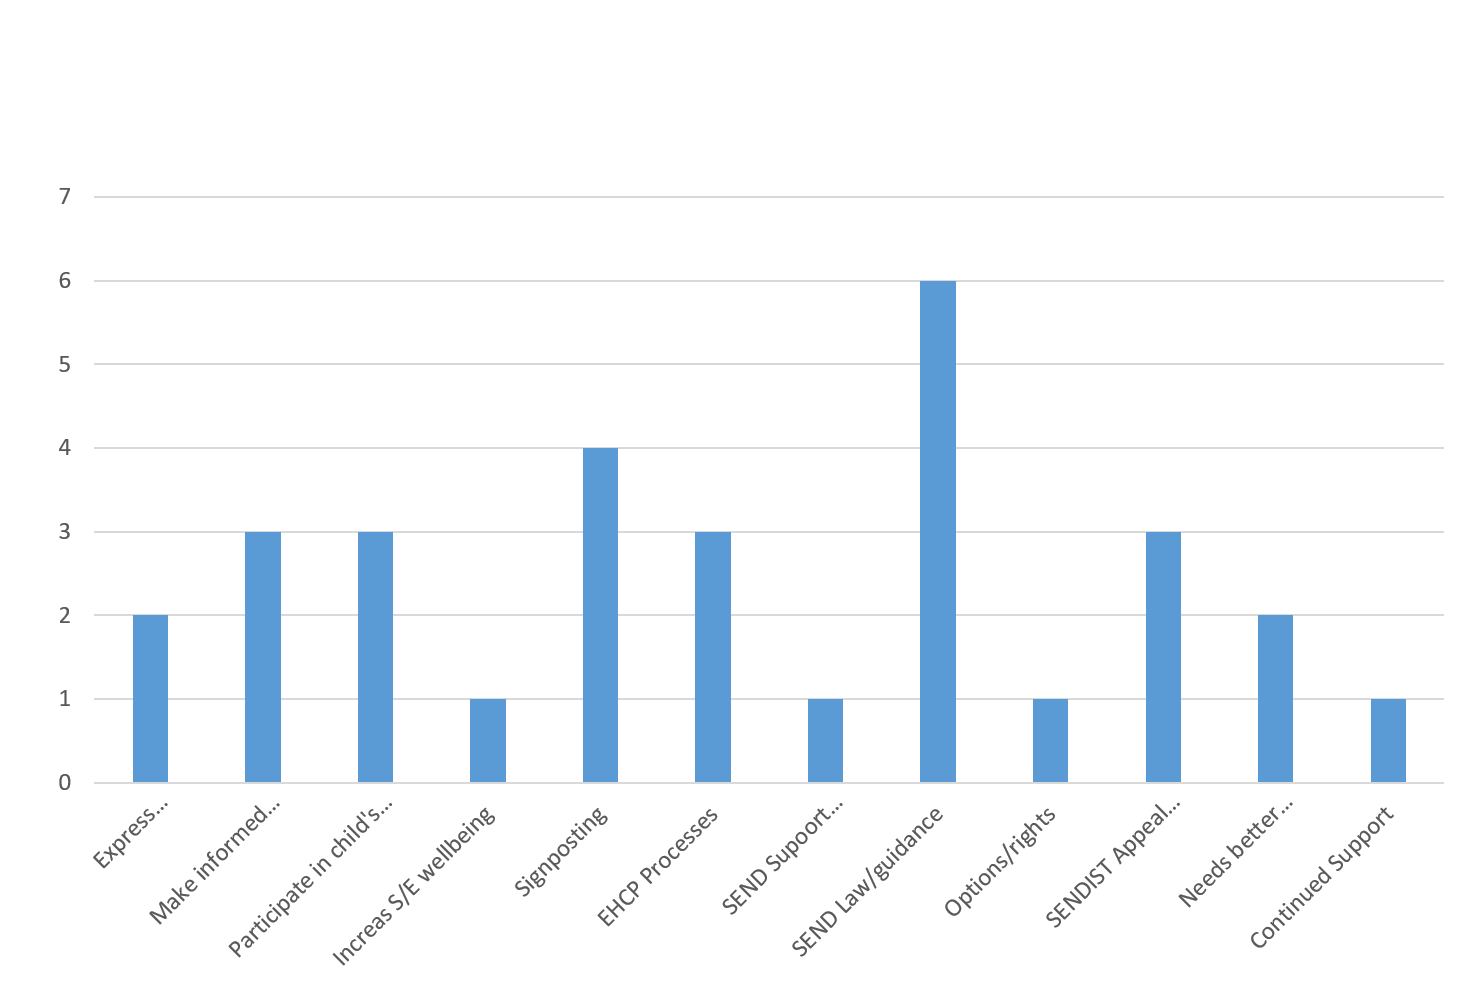 7
6
5
4
3
2
1
0
Express...
Make informed...
Participate in child's...
Increas S/E wellbeing
Signposting
EHCP Processes
SEND Supoort...
SEND Law/guidance
Options/rights
SENDIST Appeal...
Needs better...
Continued Support